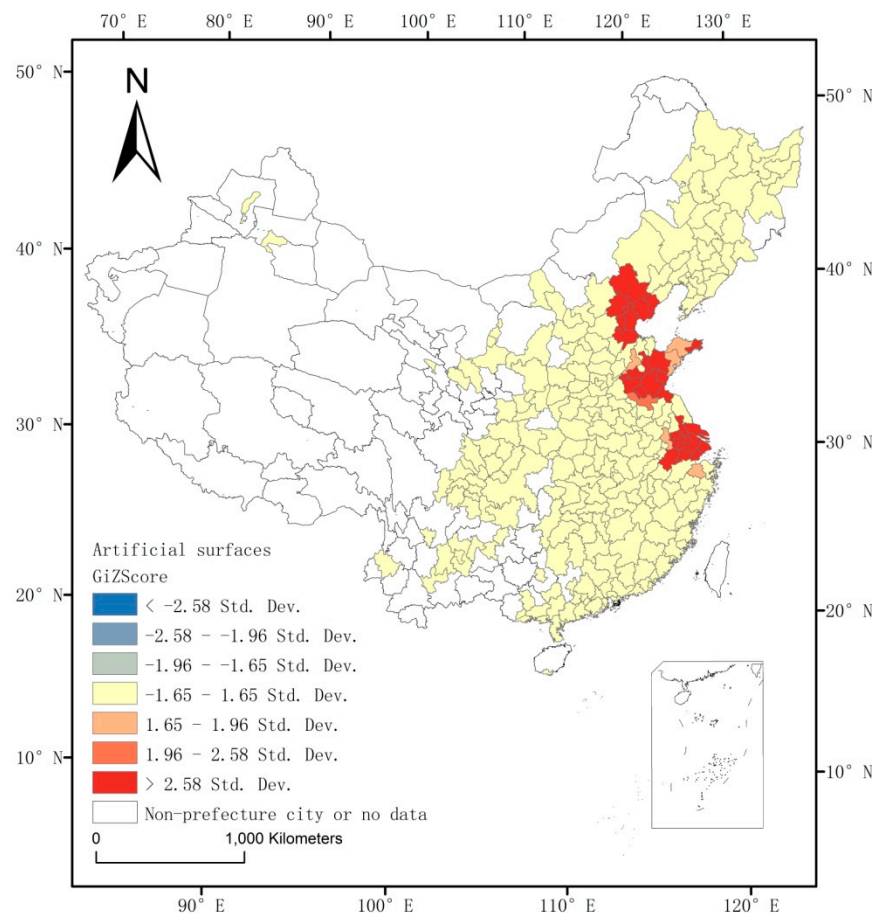 70° E 80° E 90° E 100° E 110° E 120° E 130° E
50° N
50° N
N
40° N
40° N
30° N
30° N
20° N
20° N
10° N
10° N
Artificial surfaces
GiZScore
< -2.58 Std. Dev.
-2.58 - -1.96 Std. Dev.
-1.96 - -1.65 Std. Dev.
-1.65 - 1.65 Std. Dev.
1.65 - 1.96 Std. Dev.
1.96 - 2.58 Std. Dev.
> 2.58 Std. Dev.
Non-prefecture city or no data
0 1,000 Kilometers
90° E 100° E 110° E 120° E